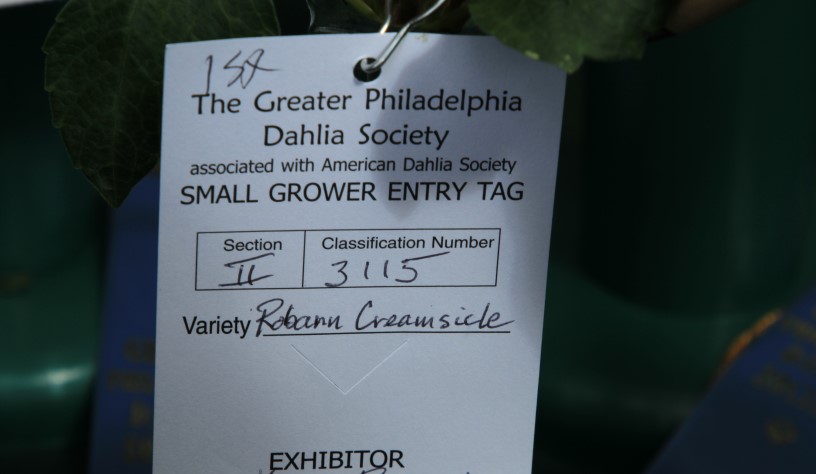 1st
The Greater Philadelphia
Dahlia Society
associated with American Dahlia Society
SMALL GROWER ENTRY TAG
Section Classification Number
II 3115
Variety Robann Creamsicle
EXHIBITOR